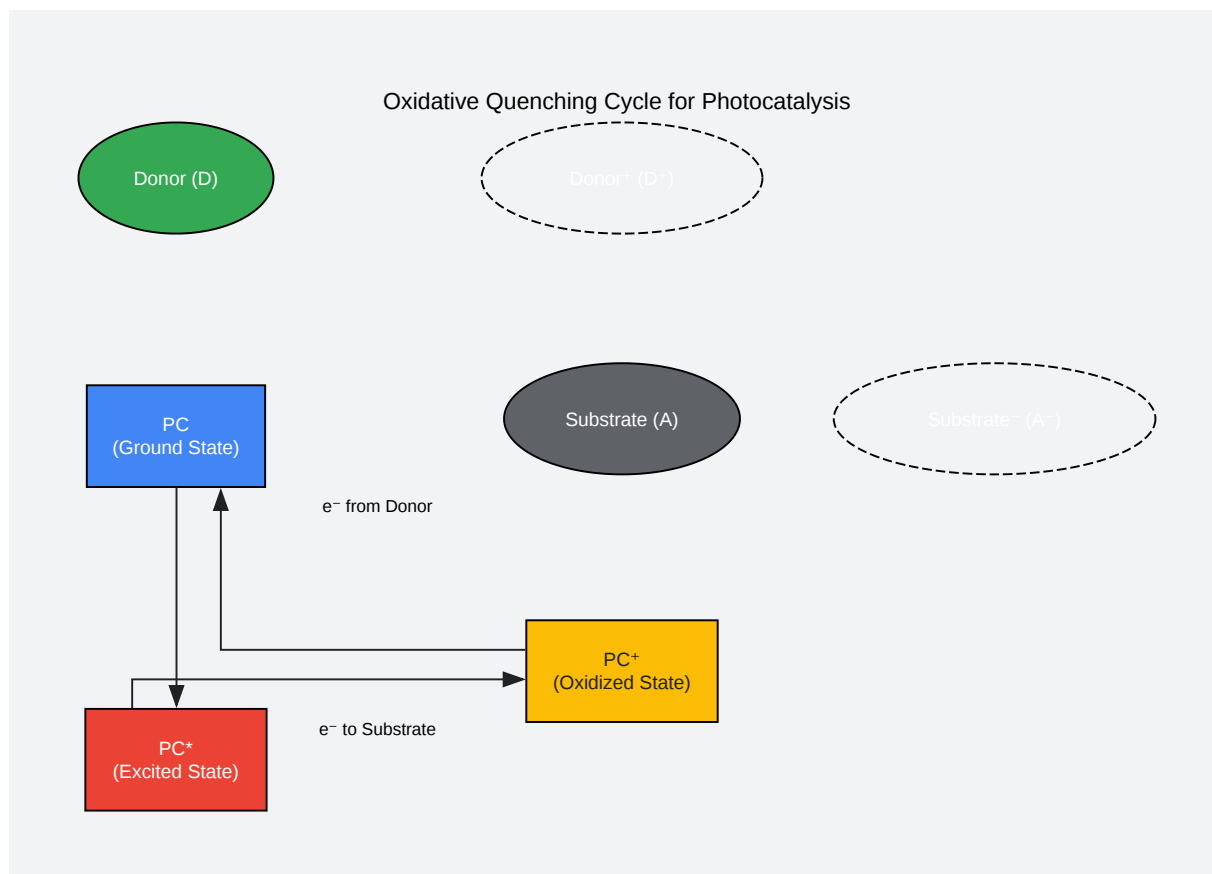 Oxidative Quenching Cycle for Photocatalysis
Donor (D)
Donor⁺ (D⁺)
PC
(Ground State)
Substrate (A)
Substrate⁻ (A⁻)
e⁻ from Donor
PC⁺
(Oxidized State)
e⁻ to Substrate
PC*
(Excited State)